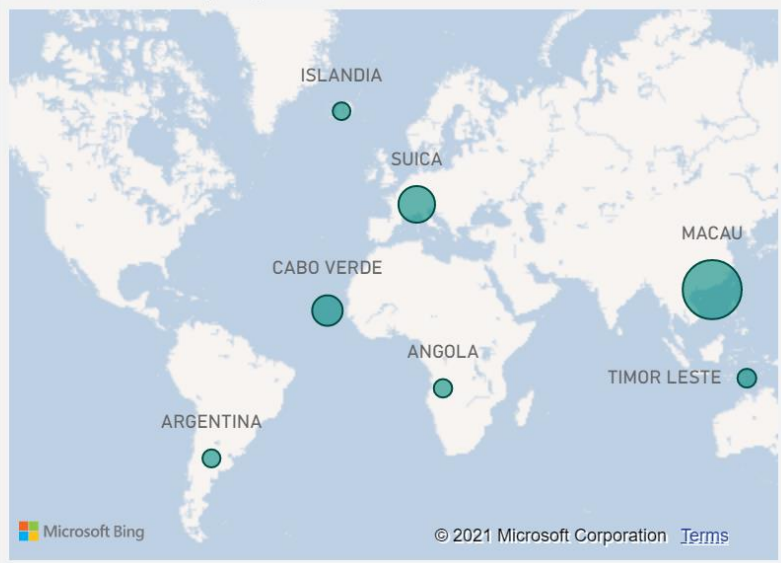 ISLANDIA
SUICA
MACAU
CABO VERDE
ANGOLA
TIMOR LESTE
ARGENTINA
Microsoft Bing
© 2021 Microsoft Corporation Terms